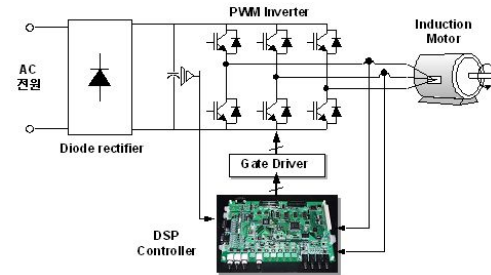 PWM Inverter
Induction
Motor
AC
전원
Diode rectifier
Gate Driver
DSP
Controller